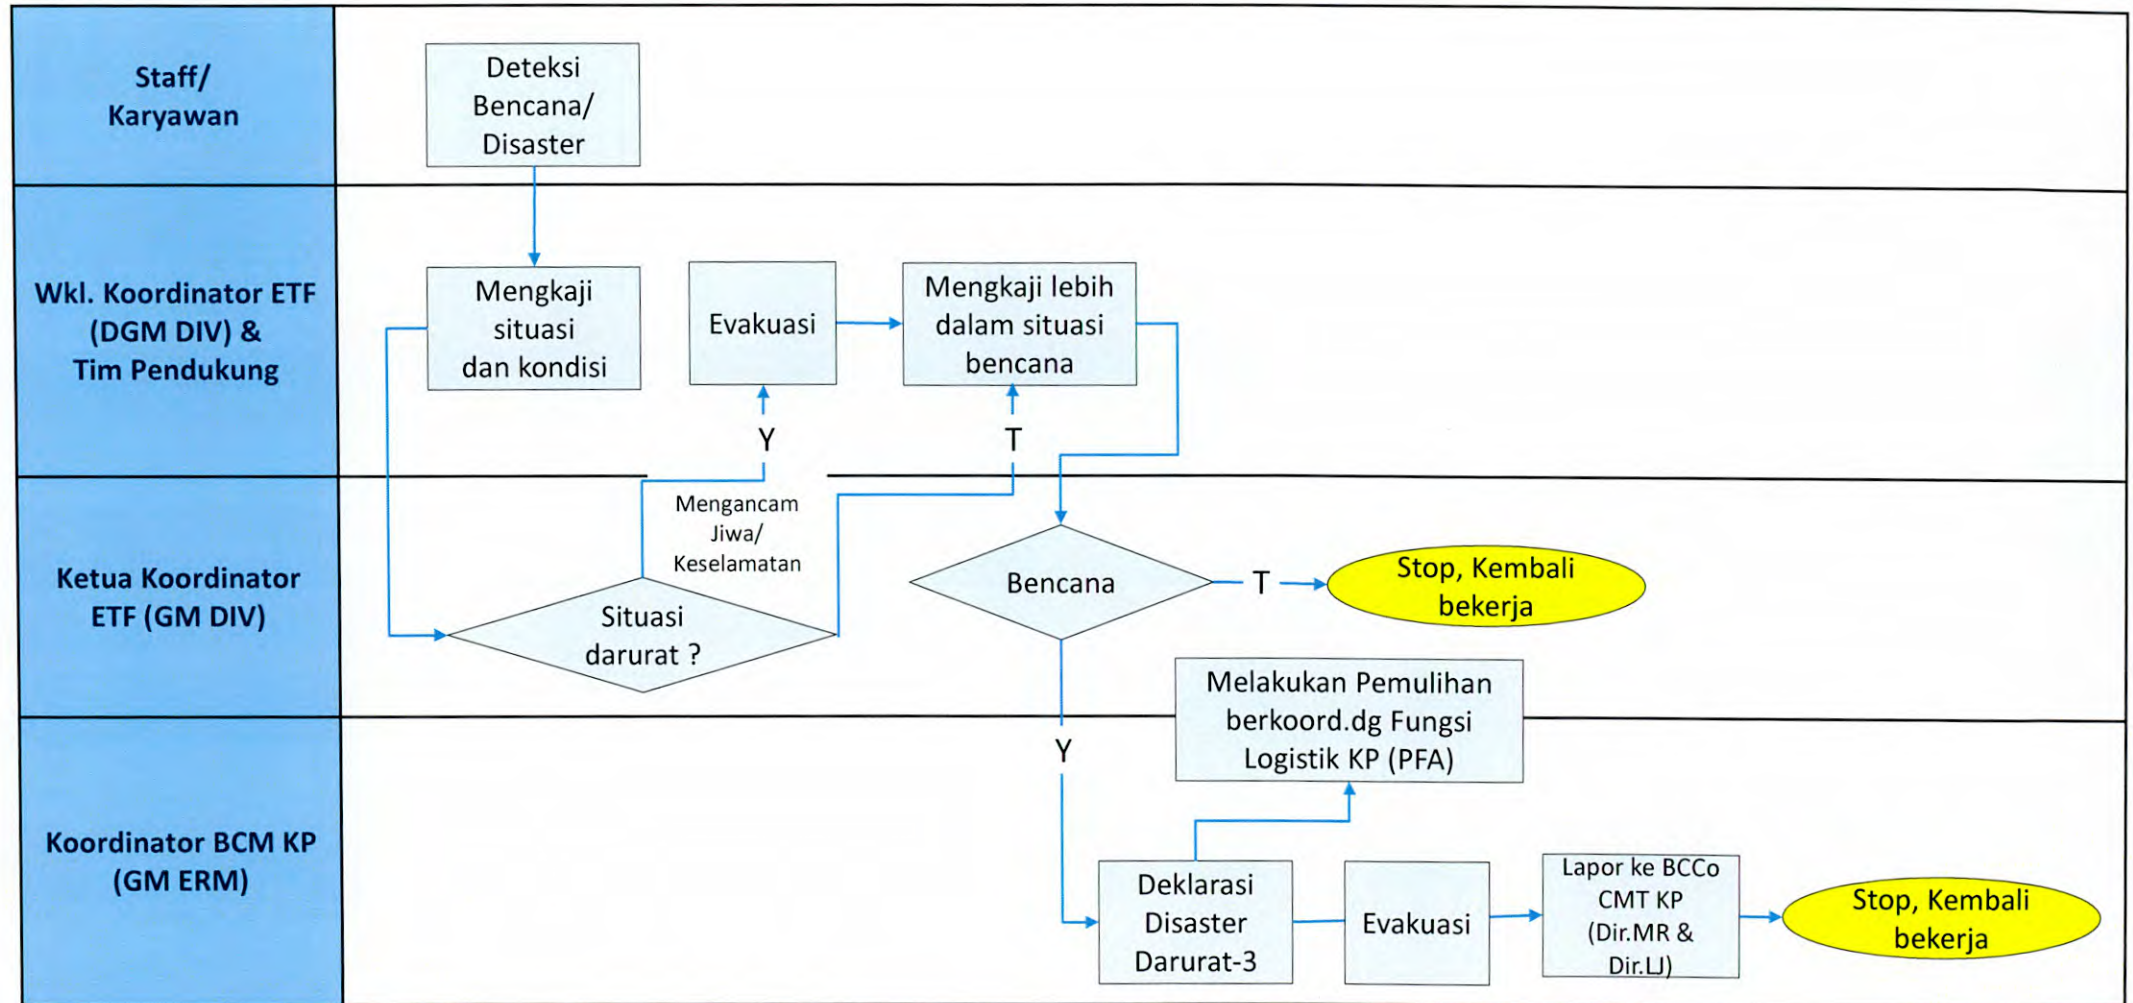 Staff/
Karyawan
Deteksi
Bencana/
Disaster
Wkl. Koordinator ETF
(DGM DIV) &
Tim Pendukung
Mengkaji
situasi
dan kondisi
Evakuasi
Mengkaji lebih
dalam situasi
bencana
Y
T
Ketua Koordinator
ETF (GM DIV)
Mengancam
Jiwa/
Keselamatan
Situasi
darurat ?
Bencana
T
Stop, Kembali
bekerja
Melakukan Pemulihan
berkoord.dg Fungsi
Logistik KP (PFA)
Y
Koordinator BCM KP
(GM ERM)
Deklarasi
Disaster
Darurat-3
Evakuasi
Lapor ke BCCo
CMT KP
(Dir.MR &
Dir.LJ)
Stop, Kembali
bekerja